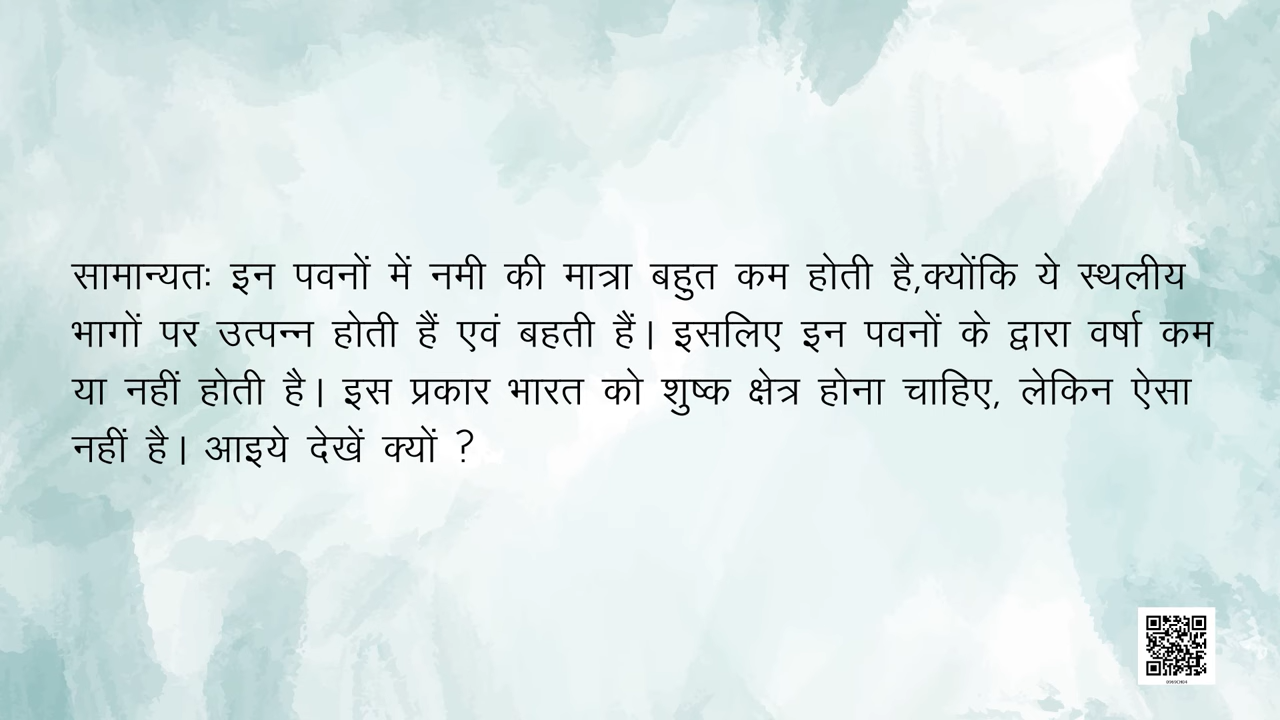 सामान्यतः इन पवनों में नमी की मात्रा बहुत कम होती है,क्योंकि ये स्थलीय
भागों पर उत्पन्न होती हैं एवं बहती हैं| इसलिए इन पवनों के द्वारा वर्षा कम
या नहीं होती है| इस प्रकार भारत को शुष्क क्षेत्र होना चाहिए, लेकिन ऐसा
नहीं है| आइये देखें क्यों ?